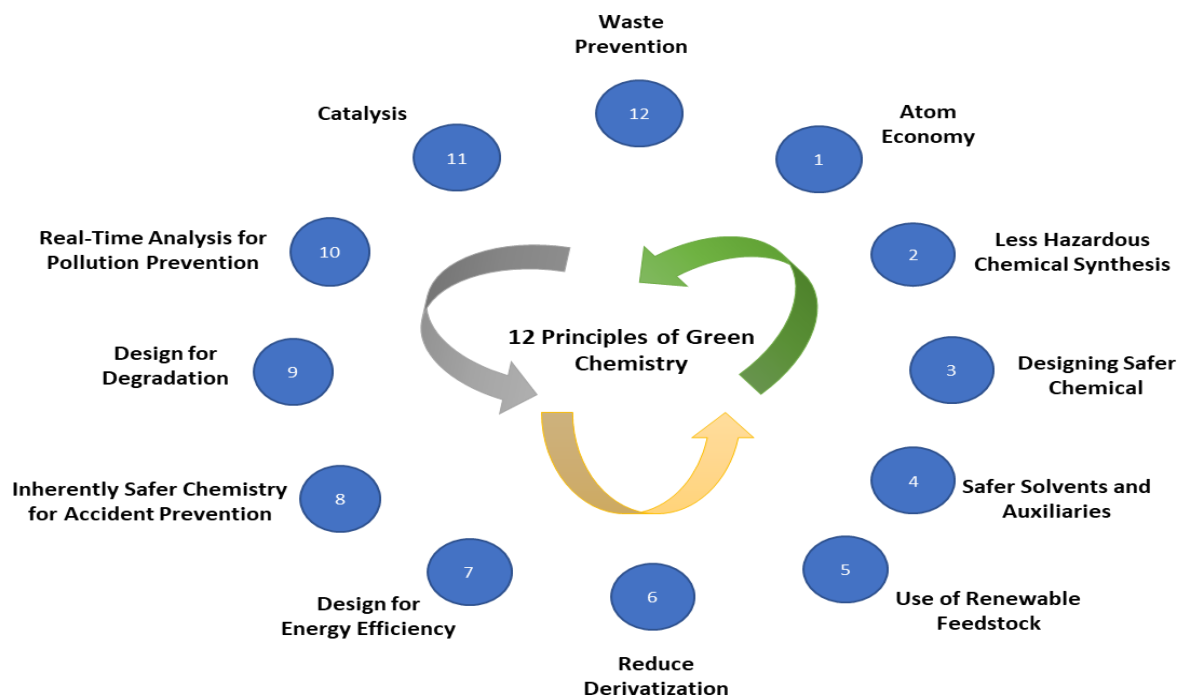 Waste
Prevention
12
Atom
Economy
1
Less Hazardous
Chemical Synthesis
2
Designing Safer
Chemical
3
Safer Solvents and
Auxiliaries
4
Use of Renewable
Feedstock
5
Reduce
Derivatization
6
Design for
Energy Efficiency
7
Inherently Safer Chemistry
for Accident Prevention
8
Design for
Degradation
9
Real-Time Analysis for
Pollution Prevention
10
Catalysis
11
12 Principles of Green
Chemistry